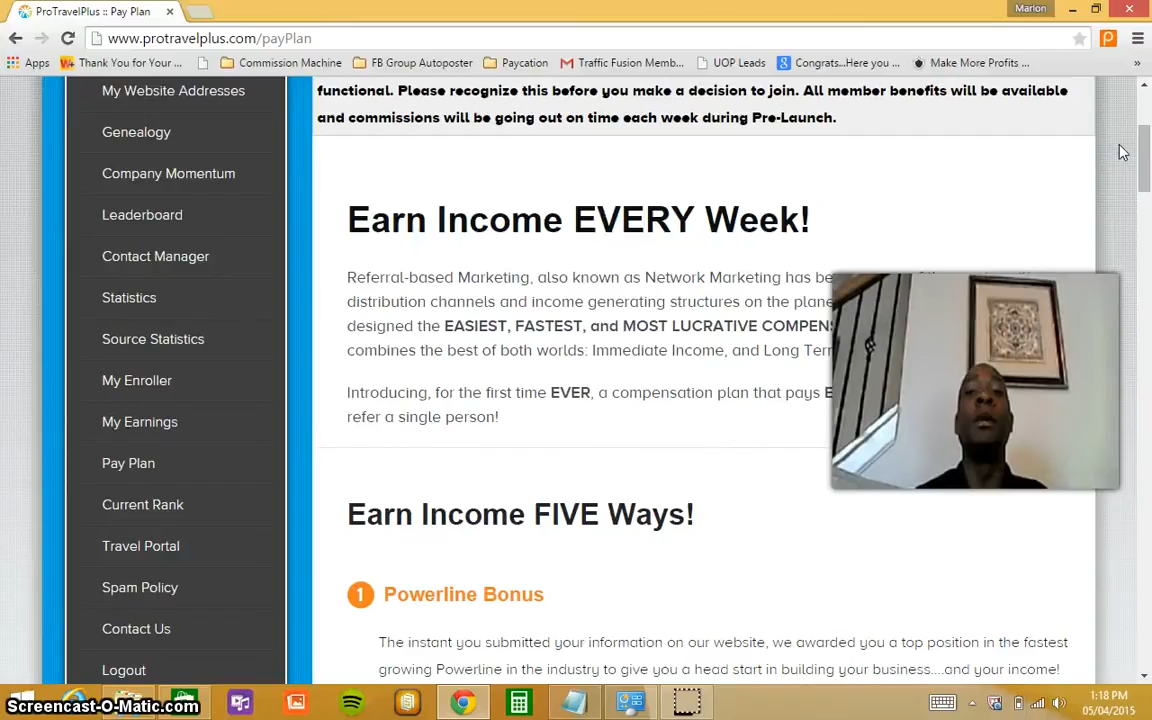 ProTravelPlus :: Pay Plan
Marlon
www.protravelplus.com/payPlan
Apps
Thank You for Your ...
Commission Machine
FB Group Autoposter
Paycation
Traffic Fusion Memb...
UOP Leads
Congrats...Here you ...
Make More Profits ...
»
My Website Addresses
Genealogy
Company Momentum
Leaderboard
Contact Manager
Statistics
Source Statistics
My Enroller
My Earnings
Pay Plan
Current Rank
Travel Portal
Spam Policy
Contact Us
Logout
functional. Please recognize this before you make a decision to join. All member benefits will be available
and commissions will be going out on time each week during Pre-Launch.
Earn Income EVERY Week!
Referral-based Marketing, also known as Network Marketing has be
distribution channels and income generating structures on the plane
designed the EASIEST, FASTEST, and MOST LUCRATIVE COMPENS
combines the best of both worlds: Immediate Income, and Long Ter
Introducing, for the first time EVER, a compensation plan that pays E
refer a single person!
Earn Income FIVE Ways!
1 Powerline Bonus
The instant you submitted your information on our website, we awarded you a top position in the fastest
growing Powerline in the industry to give you a head start in building your business....and your income!
Screencast-O-Matic.com
1:18 PM
05/04/2015